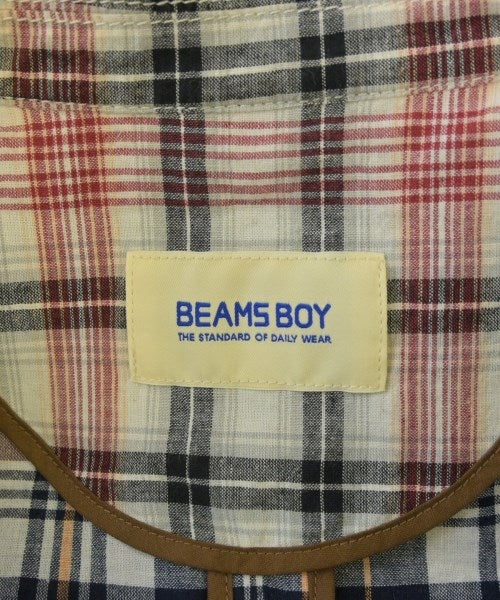 BEAMS BOY
THE STANDARD OF DAILY WEAR